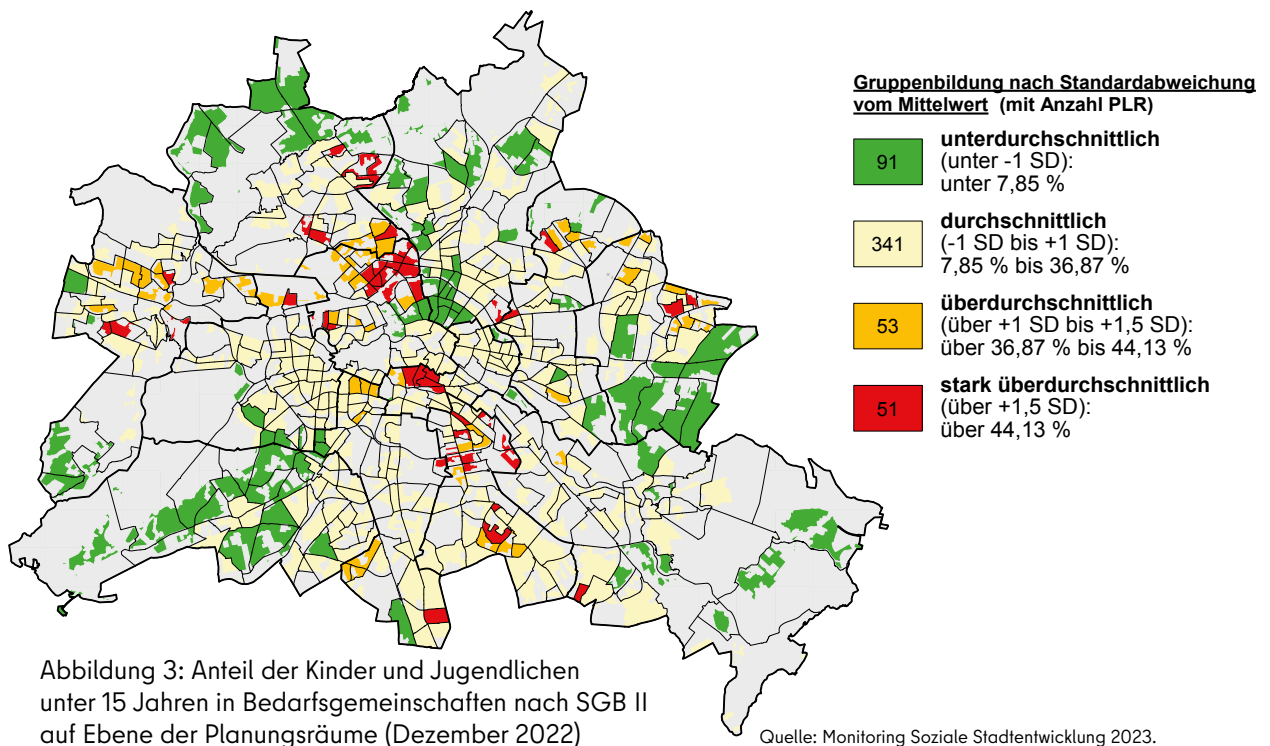 Gruppenbildung nach Standardabweichung
vom Mittelwert (mit Anzahl PLR)
91
unterdurchschnittlich
(unter -1 SD):
unter 7,85 %
341
durchschnittlich
(-1 SD bis +1 SD):
7,85 % bis 36,87 %
53
überdurchschnittlich
(über +1 SD bis +1,5 SD):
über 36,87 % bis 44,13 %
51
stark überdurchschnittlich
(über +1,5 SD):
über 44,13 %
Abbildung 3: Anteil der Kinder und Jugendlichen
unter 15 Jahren in Bedarfsgemeinschaften nach SGB II
auf Ebene der Planungsräume (Dezember 2022)
Quelle: Monitoring Soziale Stadtentwicklung 2023.